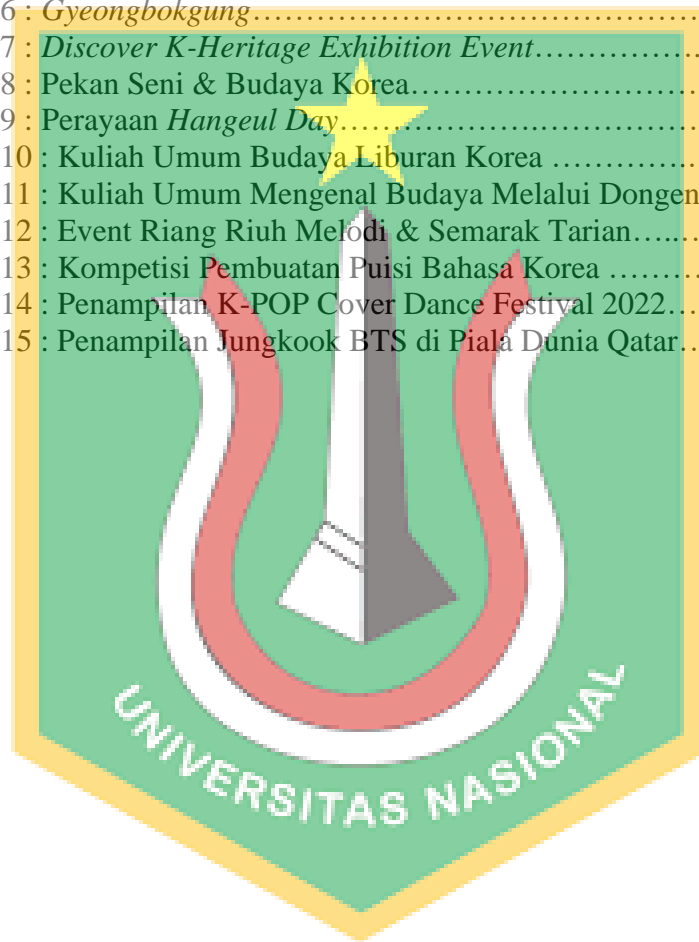 6 : Gyeongbokgung……………………………………
7 : Discover K-Heritage Exhibition Event……………
8 : Pekan Seni & Budaya Korea………………………
9 : Perayaan Hangeul Day………………………………
10 : Kuliah Umum Budaya Liburan Korea ……………
11 : Kuliah Umum Mengenal Budaya Melalui Dongen
12 : Event Riang Riuh Melodi & Semarak Tarian………
13 : Kompetisi Pembuatan Puisi Bahasa Korea ………
14 : Penampilan K-POP Cover Dance Festival 2022…
15 : Penampilan Jungkook BTS di Piala Dunia Qatar…
UNIVERSITAS NASIONAL